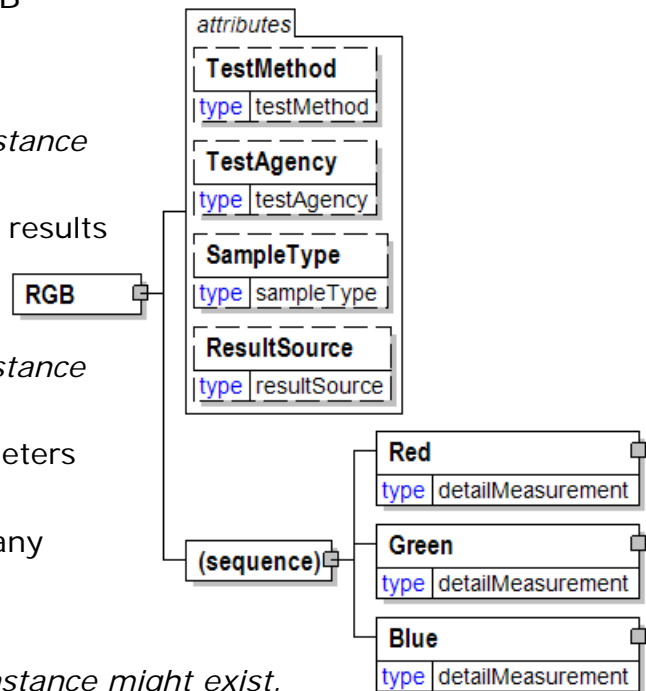 B
stance
results
stance
eters
any
instance might exist,
RGB
attributes
TestMethod
type testMethod
TestAgency
type testAgency
SampleType
type sampleType
ResultSource
type resultSource
(sequence)
Red
type detailMeasurement
Green
type detailMeasurement
Blue
type detailMeasurement